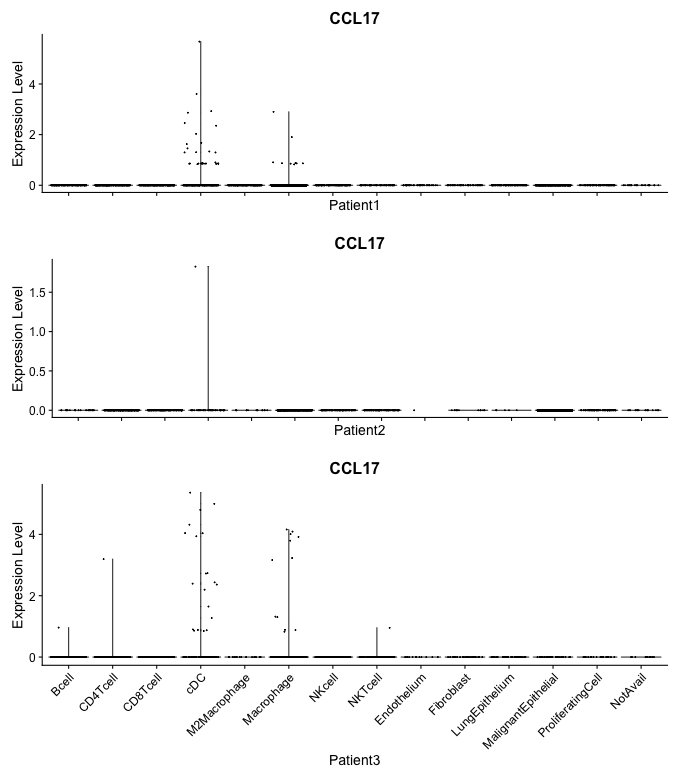 CCL17
Expression Level
4
2
0
Patient1
CCL17
Expression Level
1.5
1.0
0.5
0.0
Patient2
CCL17
Expression Level
4
2
0
Bcell
CD4Tcell
CD8Tcell
cDC
M2Macrophage
Macrophage
NKcell
NKTcell
Endothelium
Fibroblast
LungEpithelium
MalignantEpithelial
ProliferatingCell
NotAvail
Patient3